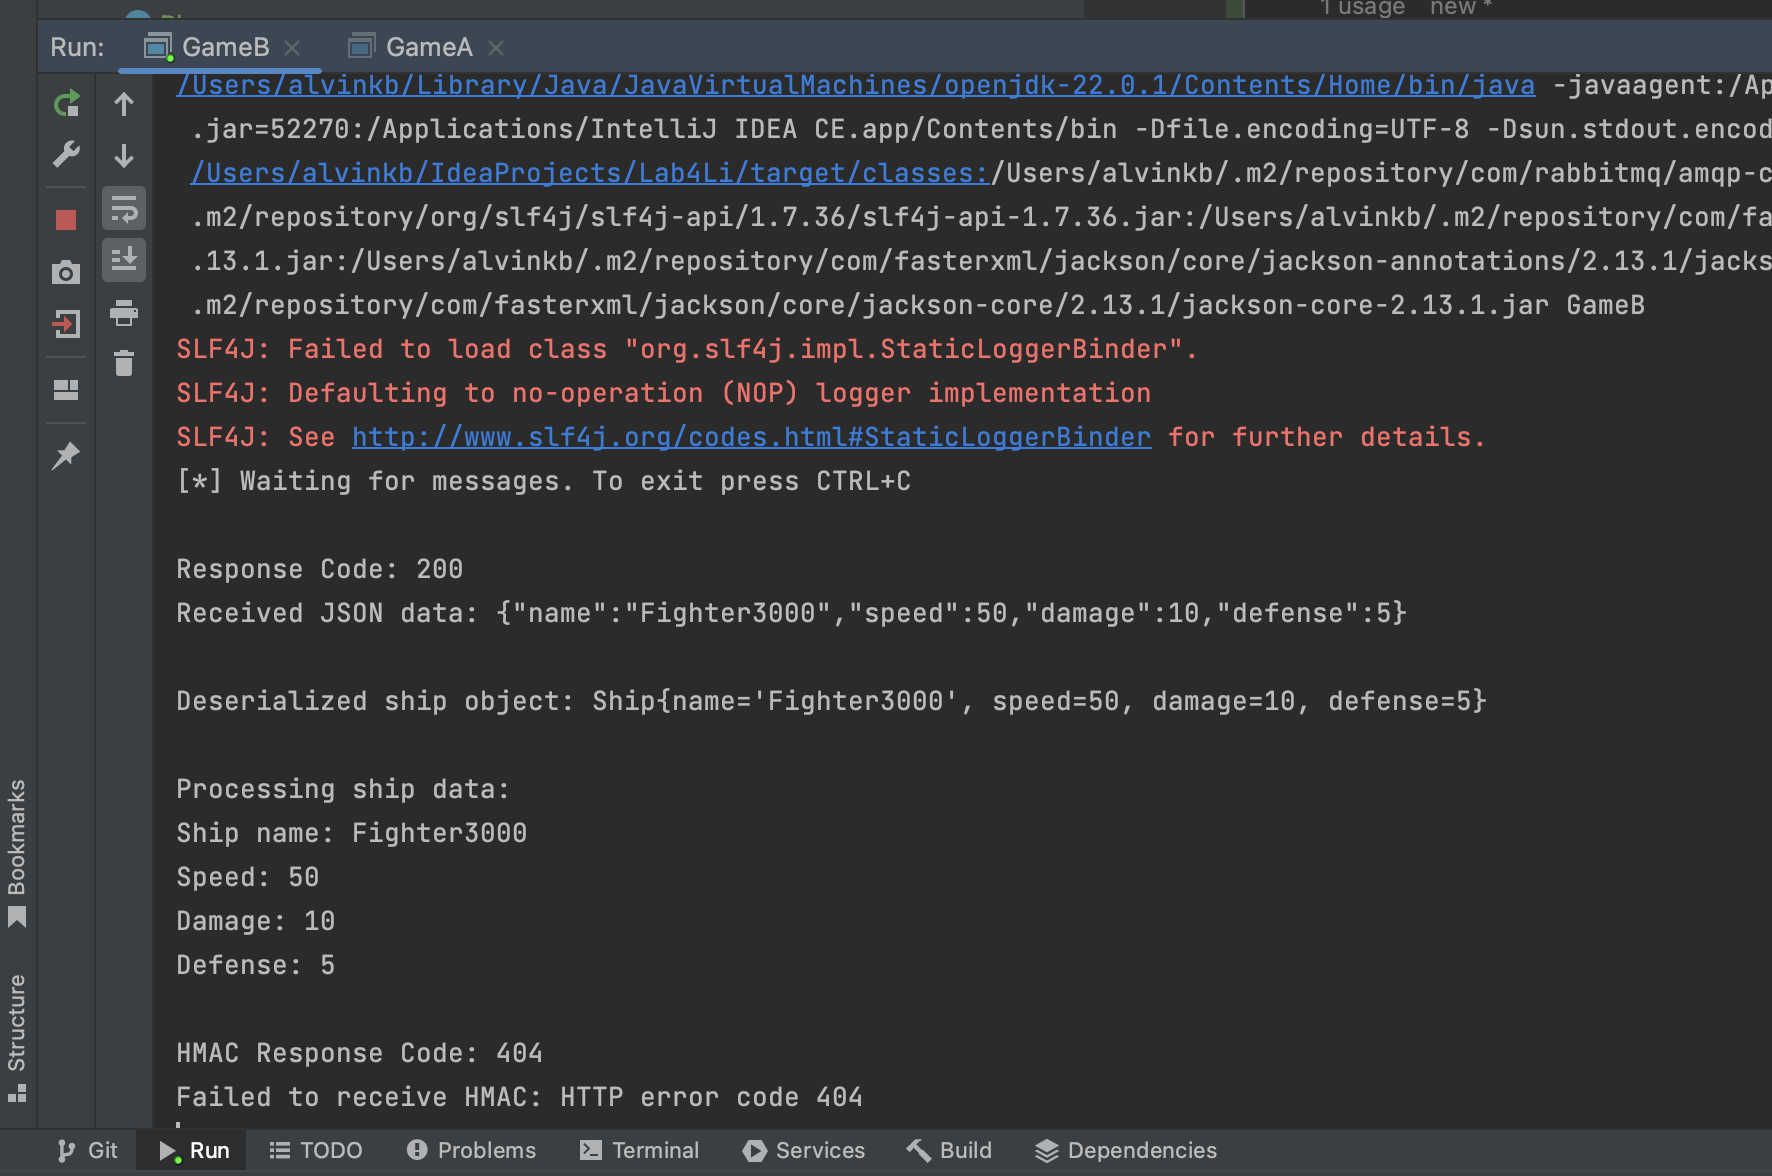 1 usage new *
Run: GameB GameA
/Users/alvinkb/Library/Java/JavaVirtualMachines/openjdk-22.0.1/Contents/Home/bin/java -javaagent:/Ap
.jar=52270:/Applications/IntelliJ IDEA CE.app/Contents/bin -Dfile.encoding=UTF-8 -Dsun.stdout.encod
/Users/alvinkb/IdeaProjects/Lab4Li/target/classes:/Users/alvinkb/.m2/repository/com/rabbitmq/amqp-c
.m2/repository/org/slf4j/slf4j-api/1.7.36/slf4j-api-1.7.36.jar:/Users/alvinkb/.m2/repository/com/fa
.13.1.jar:/Users/alvinkb/.m2/repository/com/fasterxml/jackson/core/jackson-annotations/2.13.1/jacks
.m2/repository/com/fasterxml/jackson/core/jackson-core/2.13.1/jackson-core-2.13.1.jar GameB
SLF4J: Failed to load class "org.slf4j.impl.StaticLoggerBinder".
SLF4J: Defaulting to no-operation (NOP) logger implementation
SLF4J: See http://www.slf4j.org/codes.html#StaticLoggerBinder for further details.
[*] Waiting for messages. To exit press CTRL+C
Response Code: 200
Received JSON data: {"name":"Fighter3000","speed":50,"damage":10,"defense":5}
Deserialized ship object: Ship{name='Fighter3000', speed=50, damage=10, defense=5}
Processing ship data:
Ship name: Fighter3000
Speed: 50
Damage: 10
Defense: 5
HMAC Response Code: 404
Failed to receive HMAC: HTTP error code 404
Bookmarks
Structure
Git Run TODO Problems Terminal Services Build Dependencies